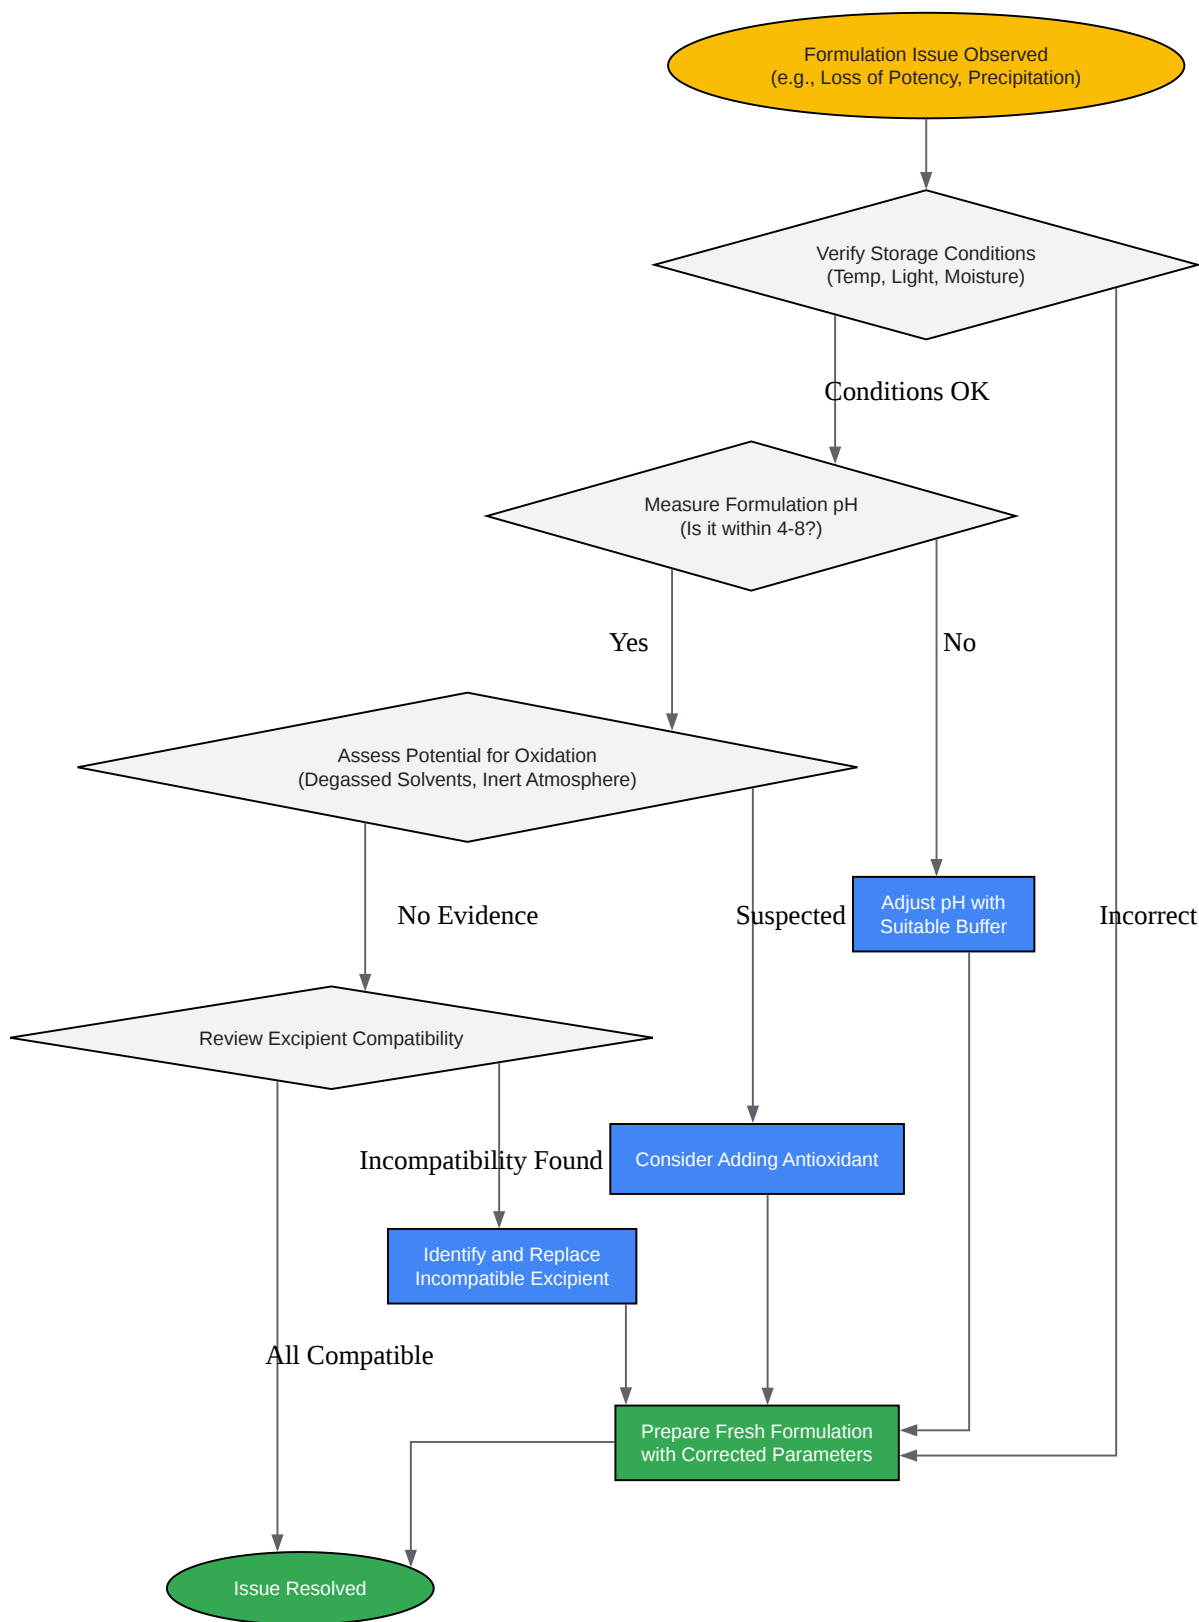 Formulation Issue Observed
(e.g., Loss of Potency, Precipitation)
Verify Storage Conditions
(Temp, Light, Moisture)
Conditions OK
Measure Formulation pH
(Is it within 4-8?)
Yes
No
Assess Potential for Oxidation
(Degassed Solvents, Inert Atmosphere)
No Evidence
Suspected
Adjust pH with
Suitable Buffer
Incorrect
Review Excipient Compatibility
Incompatibility Found
Consider Adding Antioxidant
Identify and Replace
Incompatible Excipient
All Compatible
Prepare Fresh Formulation
with Corrected Parameters
Issue Resolved